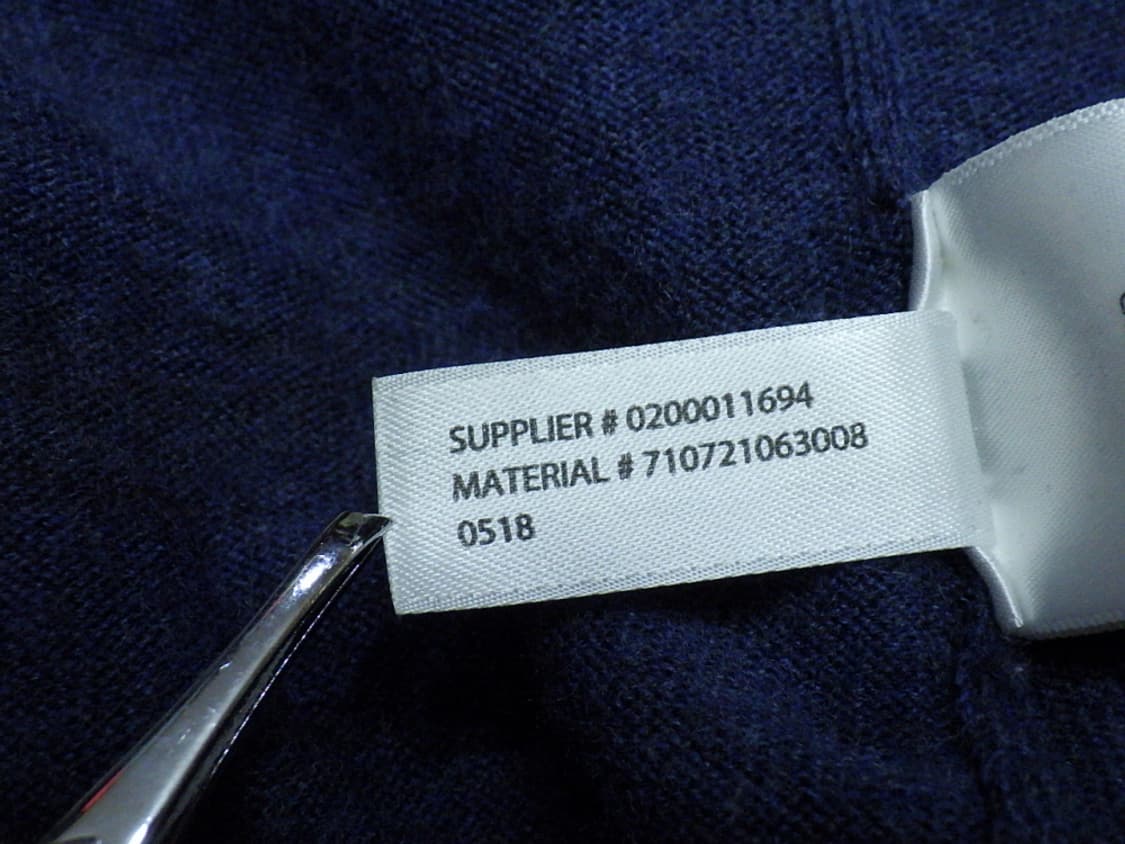 SUPPLIER # 0200011694
MATERIAL # 710721063008
0518